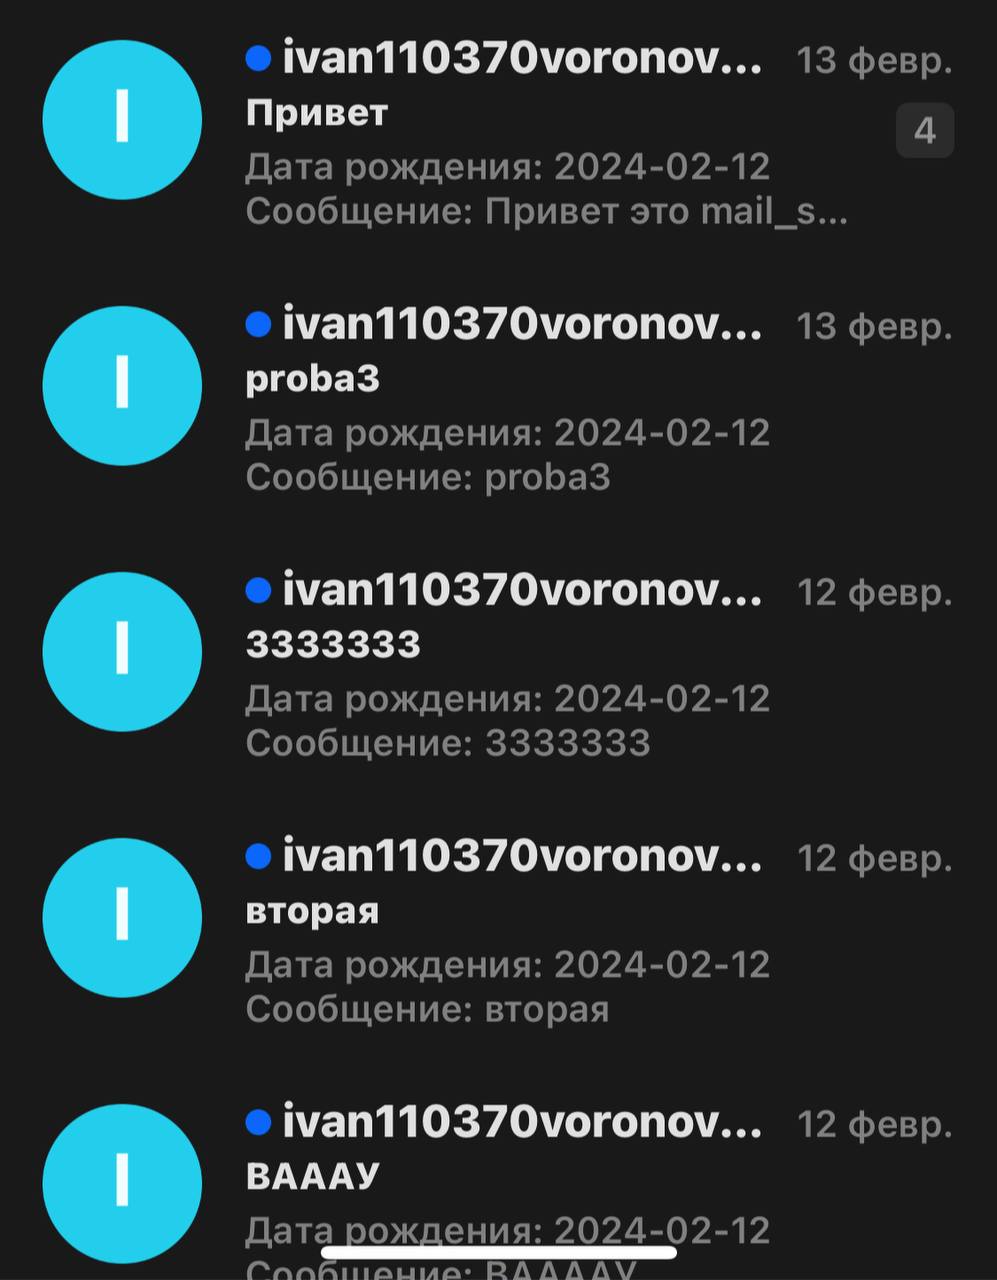 I
ivan110370voronov... 13 февр.
Привет
4
Дата рождения: 2024-02-12
Сообщение: Привет это mail_s...
I
ivan110370voronov... 13 февр.
proba3
Дата рождения: 2024-02-12
Сообщение: proba3
I
ivan110370voronov... 12 февр.
3333333
Дата рождения: 2024-02-12
Сообщение: 3333333
I
ivan110370voronov... 12 февр.
вторая
Дата рождения: 2024-02-12
Сообщение: вторая
I
ivan110370voronov... 12 февр.
ВАААУ
Дата рождения: 2024-02-12
Сообщение: ВААААУ